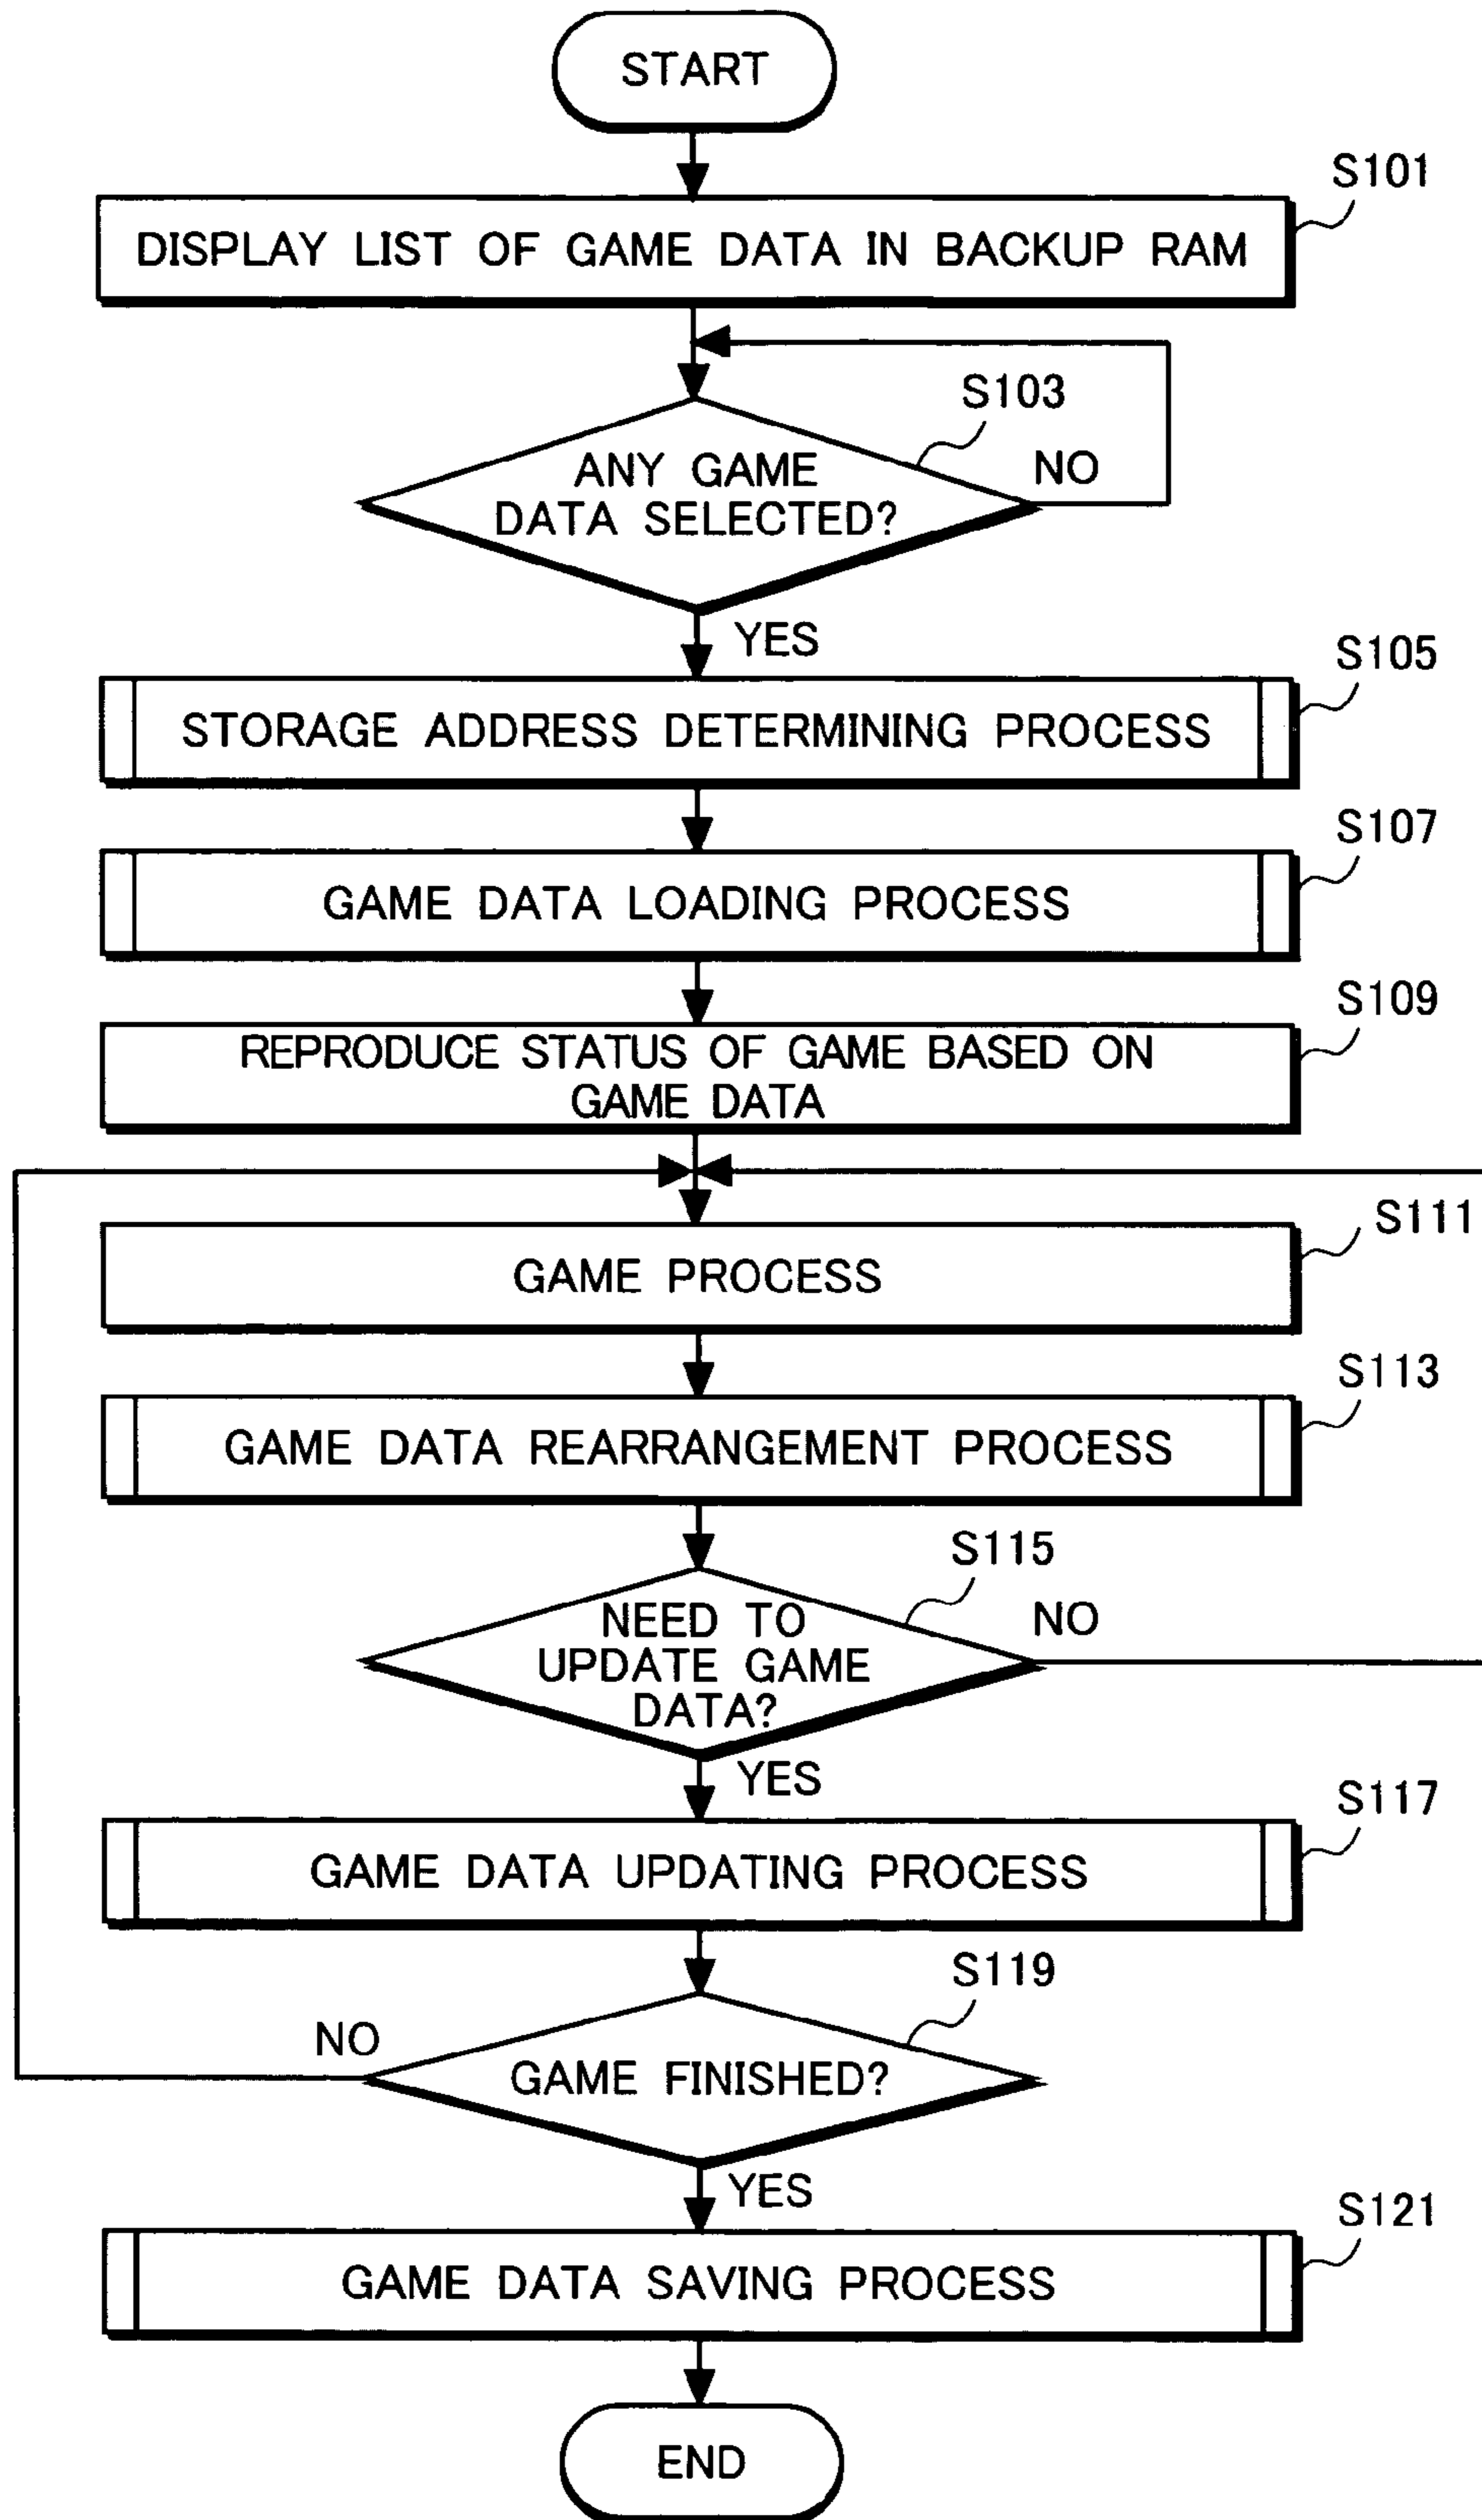 START
S101
DISPLAY LIST OF GAME DATA IN BACKUP RAM
S103
ANY GAME
DATA SELECTED?
NO
YES
S105
STORAGE ADDRESS DETERMINING PROCESS
S107
GAME DATA LOADING PROCESS
S109
REPRODUCE STATUS OF GAME BASED ON
GAME DATA
S111
GAME PROCESS
S113
GAME DATA REARRANGEMENT PROCESS
S115
NEED TO
UPDATE GAME
DATA?
NO
YES
S117
GAME DATA UPDATING PROCESS
S119
NO
GAME FINISHED?
YES
S121
GAME DATA SAVING PROCESS
END